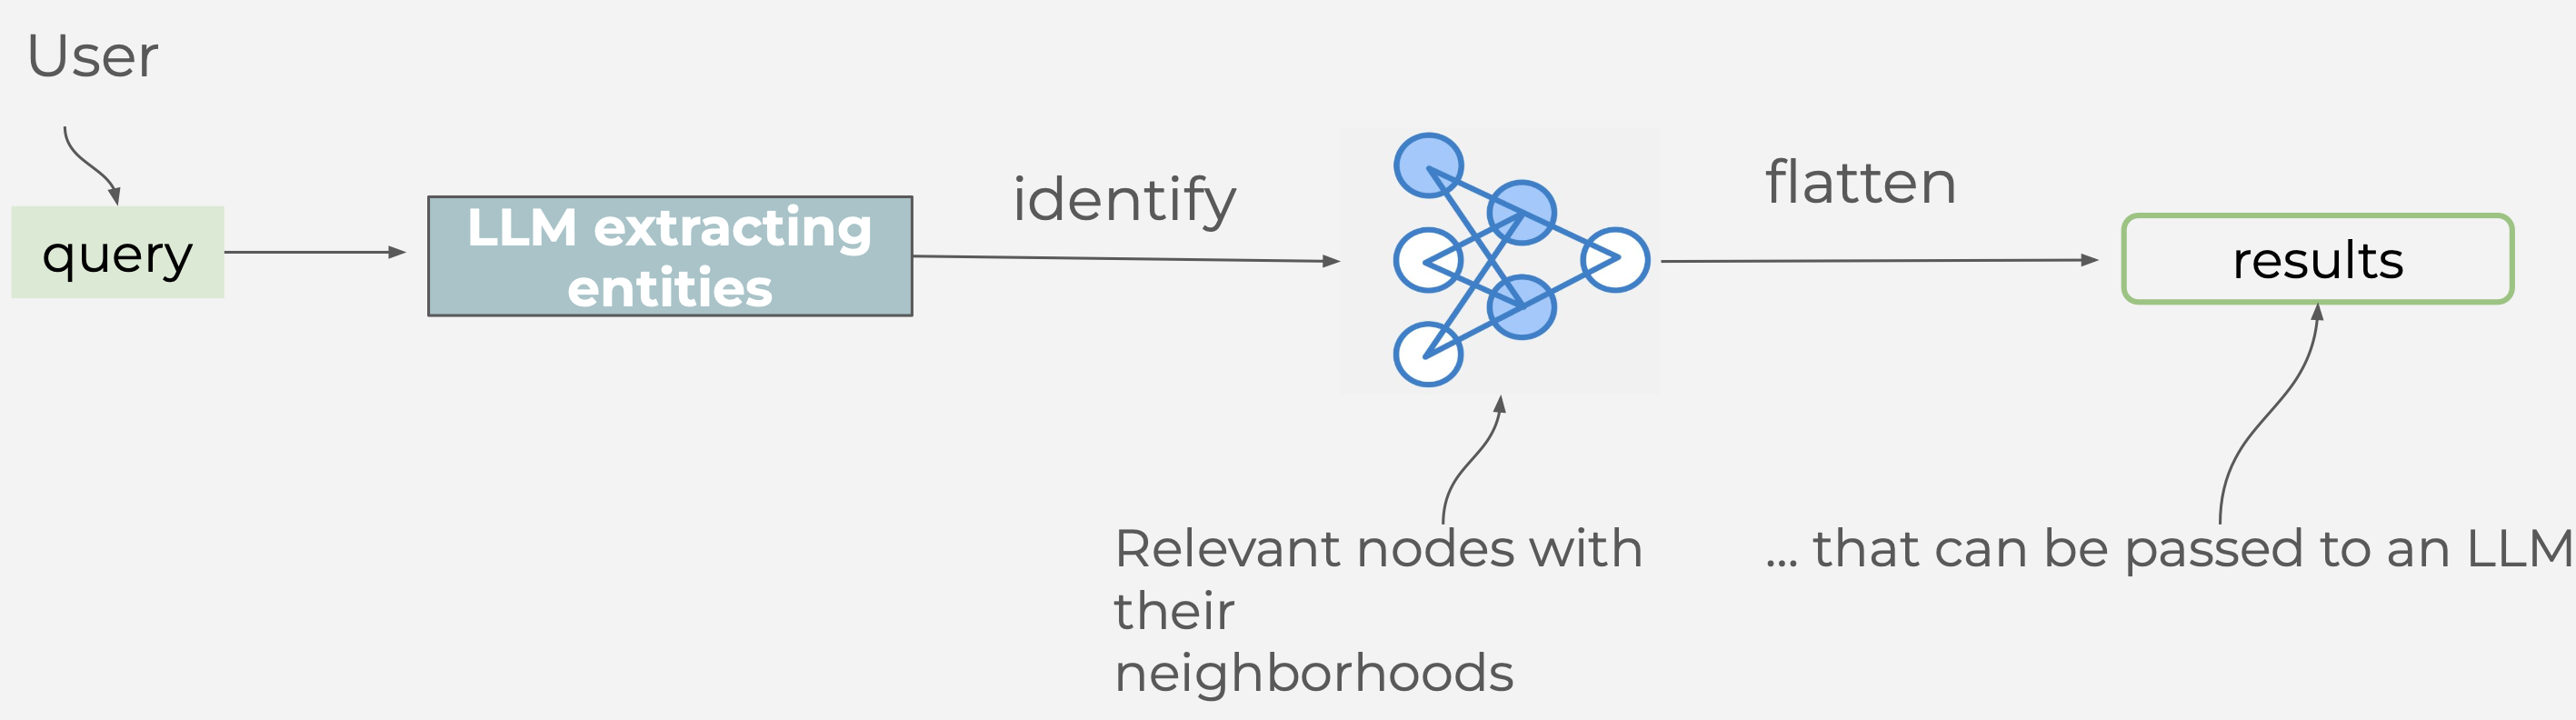 User
query
LLM extracting
entities
identify
flatten
results
Relevant nodes with
their
neighborhoods
... that can be passed to an LLM